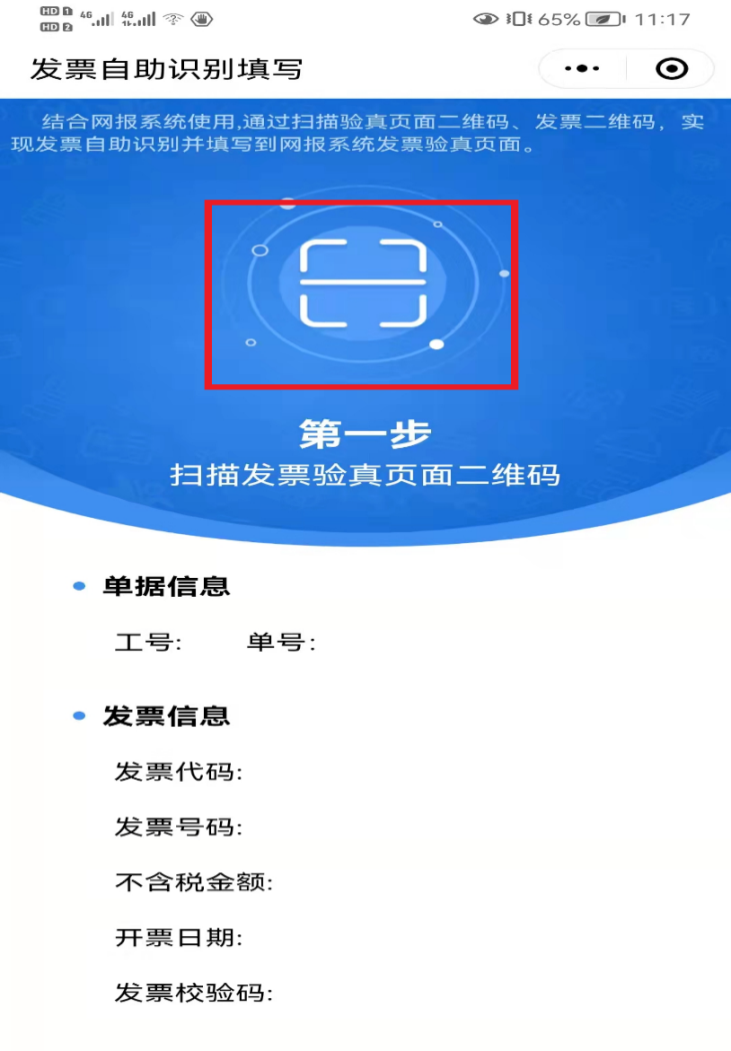 HD 1 4G 4G 65% 11:17
HD 2
发票自助识别填写
结合网报系统使用,通过扫描验真页面二维码、发票二维码，实
现发票自助识别并填写到网报系统发票验真页面。
第一步
扫描发票验真页面二维码
单据信息
工号: 单号:
发票信息
发票代码:
发票号码:
不含税金额:
开票日期:
发票校验码: